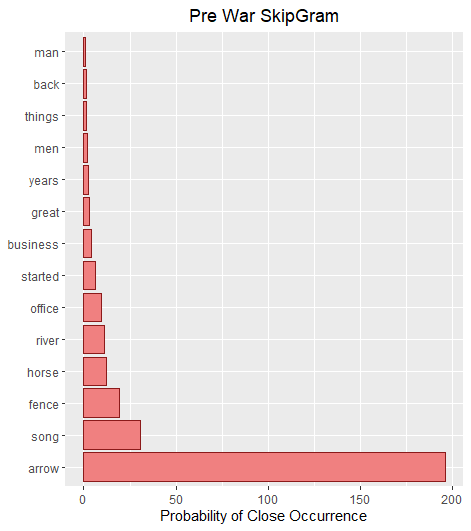 Pre War SkipGram
man
back
things
men
years
great
business
started
office
river
horse
fence
song
arrow
0 50 100 150 200
Probability of Close Occurrence